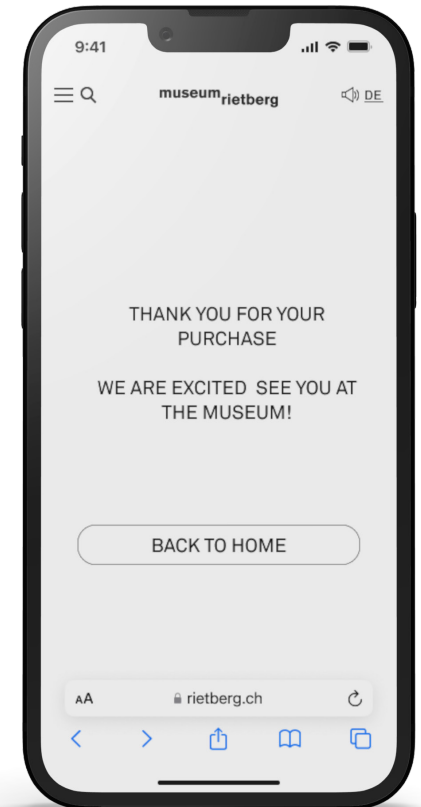 9:41
museum rietberg
DE
THANK YOU FOR YOUR
PURCHASE
WE ARE EXCITED  SEE YOU AT
THE MUSEUM!
BACK TO HOME
AA
rietberg.ch